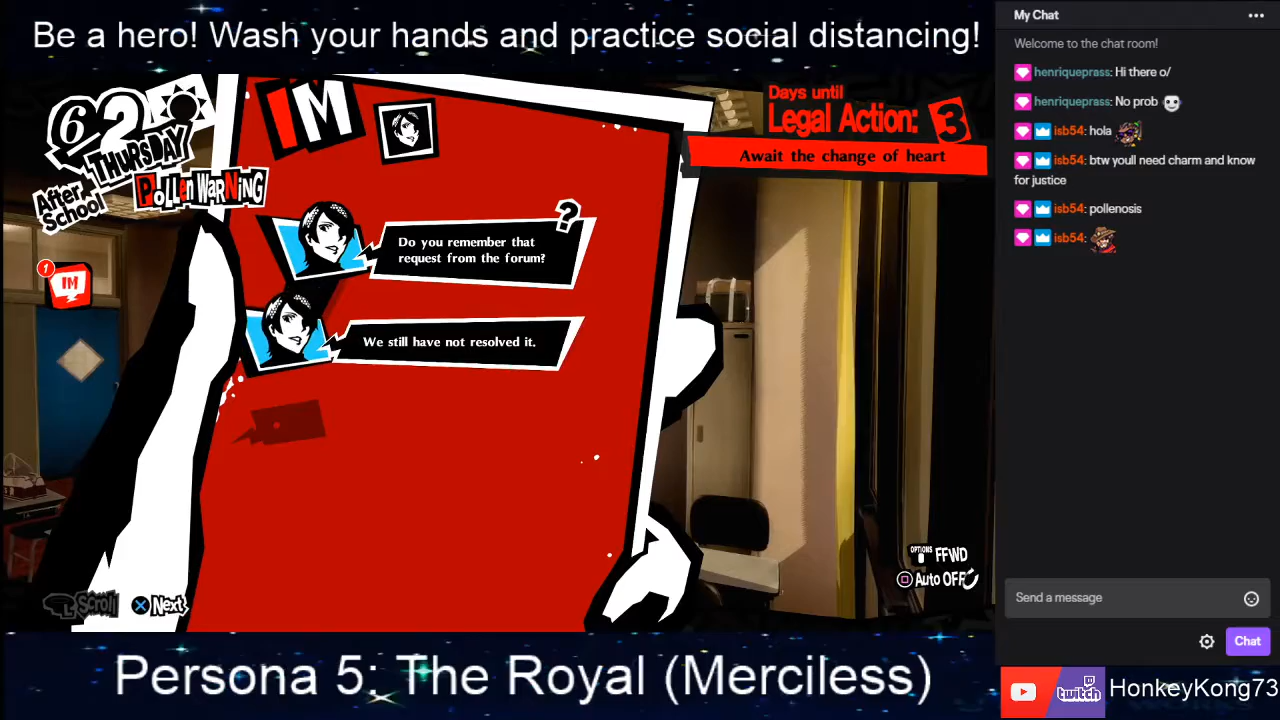 Be a hero! Wash your hands and practice social distancing!
6 2
THURSDAY
After School
POLLEN WARNING
IM
Days until
Legal Action: 3
Await the change of heart
1
IM
?
Do you remember that
request from the forum?
We still have not resolved it.
OPTIONS FFWD
Auto OFF
L Scroll
Next
Persona 5: The Royal (Merciless)
My Chat
Welcome to the chat room!
henriqueprass: Hi there o/
henriqueprass: No prob
isb54: hola
isb54: btw youll need charm and know
for justice
isb54: pollenosis
isb54:
Send a message
Chat
twitch
HonkeyKong73